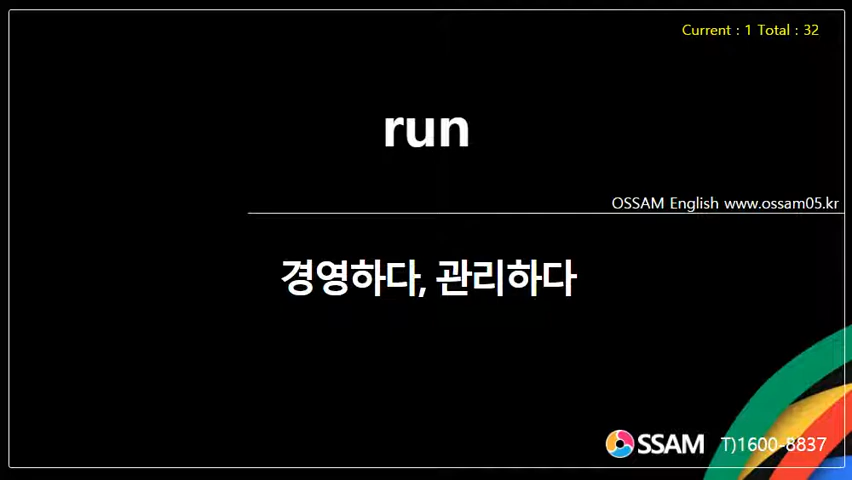 Current : 1 Total : 32
run
OSSAM English www.ossam05.kr
경영하다, 관리하다
OSSAM T)1600-8837